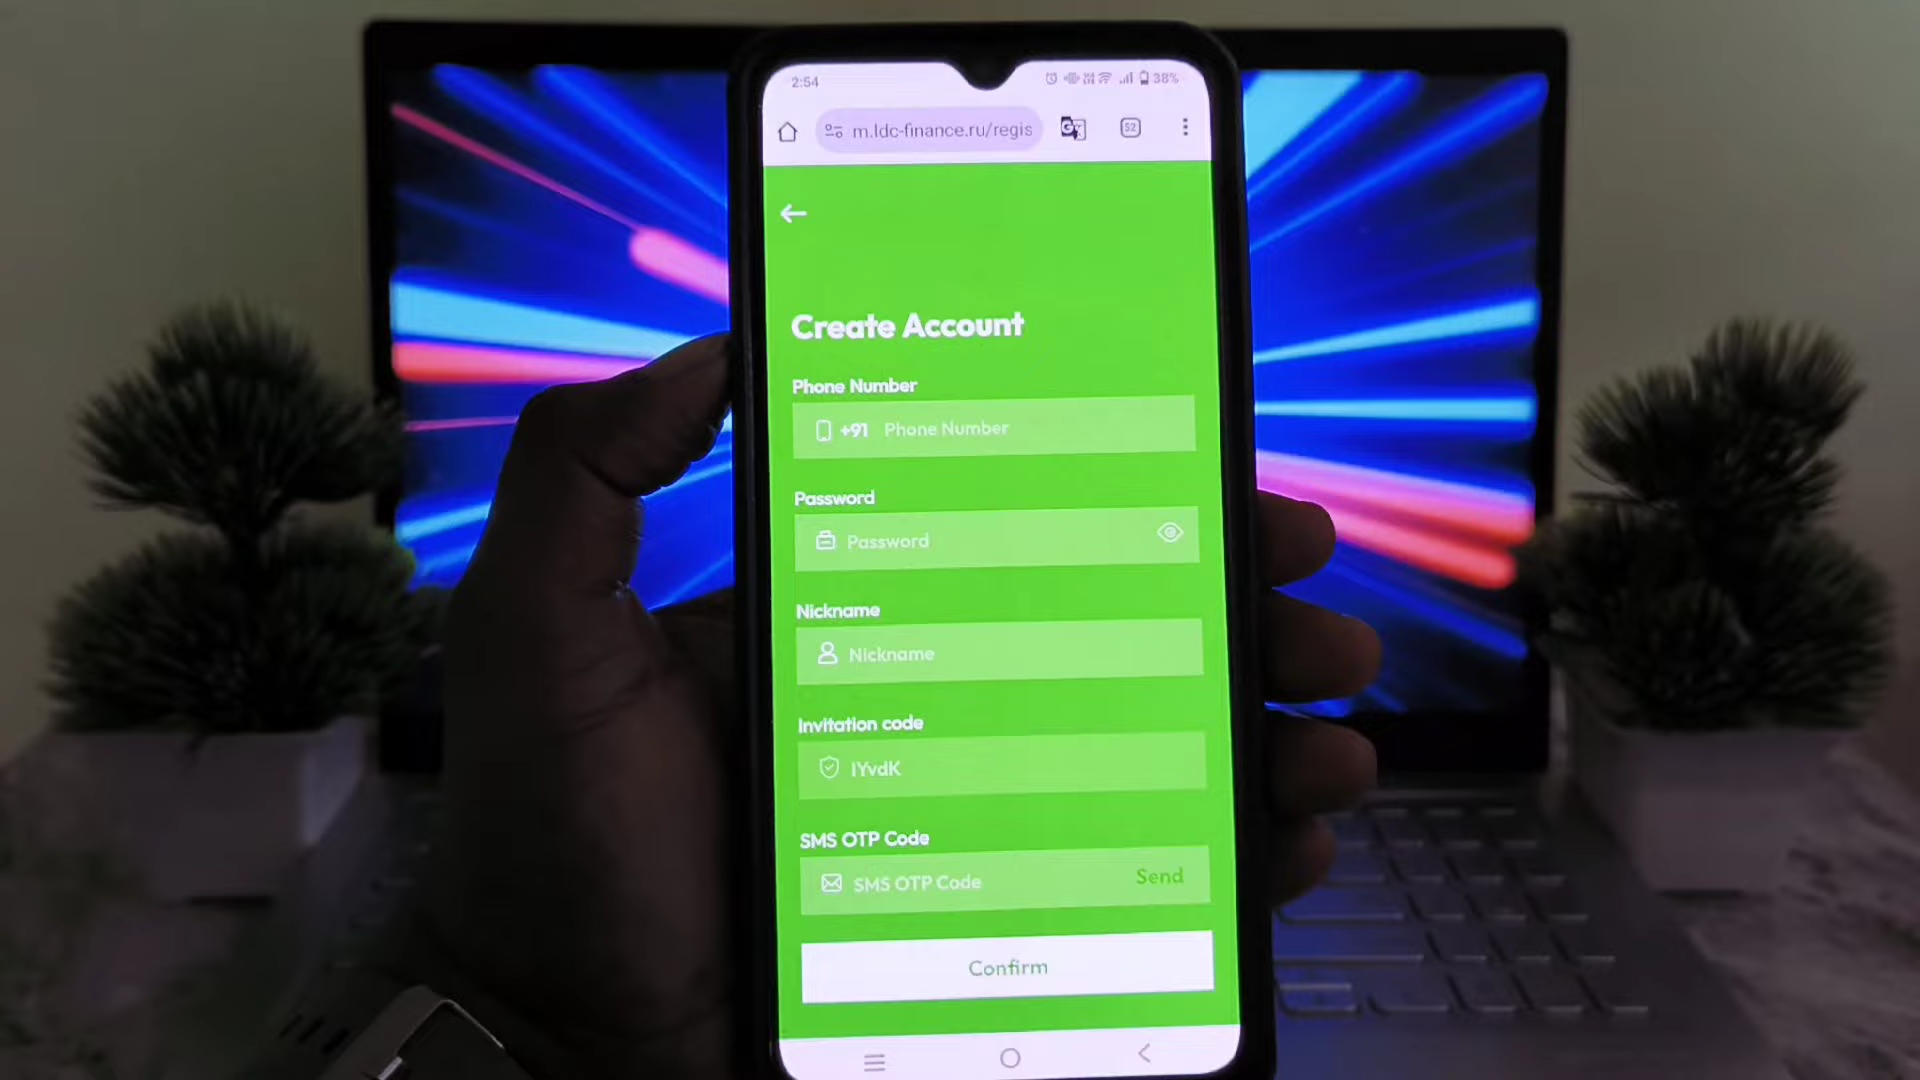 2:54
38%
m.ldc-finance.ru/regis
52
Create Account
Phone Number
+91 Phone Number
Password
Password
Nickname
Nickname
Invitation code
IYvdK
SMS OTP Code
SMS OTP Code Send
Confirm